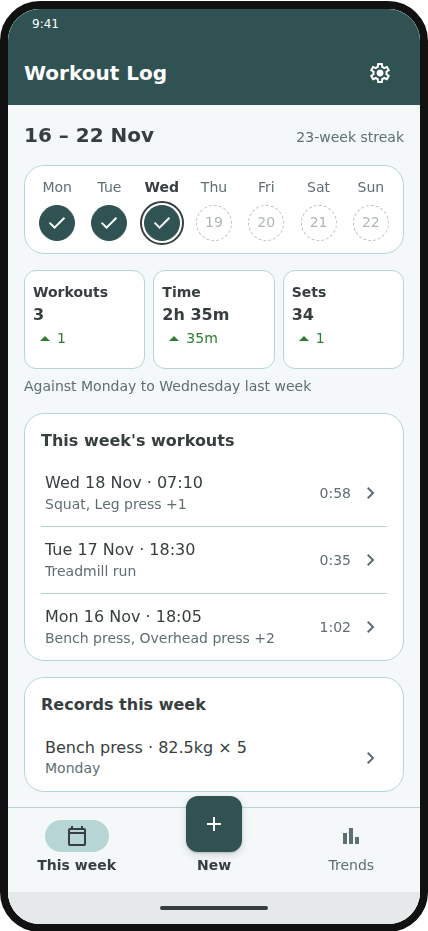 9:41
Workout Log
16 – 22 Nov
23-week streak
Mon Tue Wed Thu Fri Sat Sun
19 20 21 22
Workouts
3
1
Time
2h 35m
35m
Sets
34
1
Against Monday to Wednesday last week
This week's workouts
Wed 18 Nov · 07:10
Squat, Leg press +1
0:58
Tue 17 Nov · 18:30
Treadmill run
0:35
Mon 16 Nov · 18:05
Bench press, Overhead press +2
1:02
Records this week
Bench press · 82.5kg × 5
Monday
This week
New
Trends